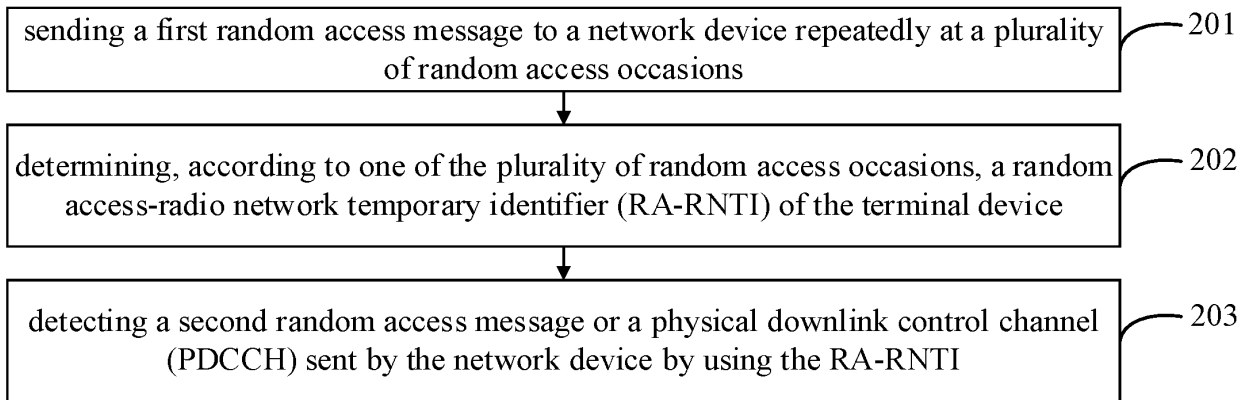 sending a first random access message to a network device repeatedly at a plurality
of random access occasions
201
determining, according to one of the plurality of random access occasions, a random
access-radio network temporary identifier (RA-RNTI) of the terminal device
202
detecting a second random access message or a physical downlink control channel
(PDCCH) sent by the network device by using the RA-RNTI
203